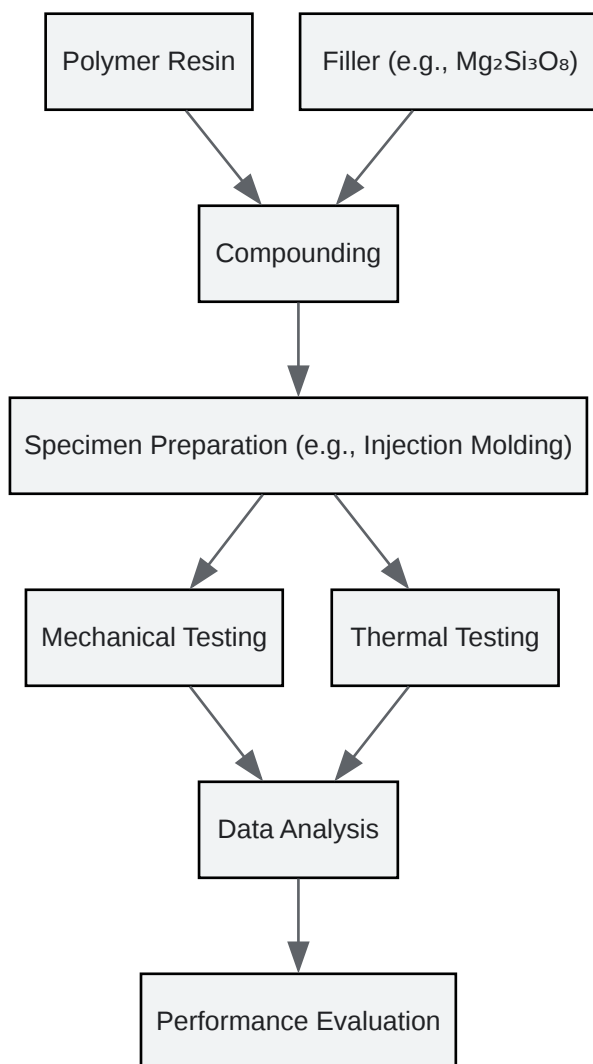 Polymer Resin
Filler (e.g., Mg₂Si₃O₈)
Compounding
Specimen Preparation (e.g., Injection Molding)
Mechanical Testing
Thermal Testing
Data Analysis
Performance Evaluation